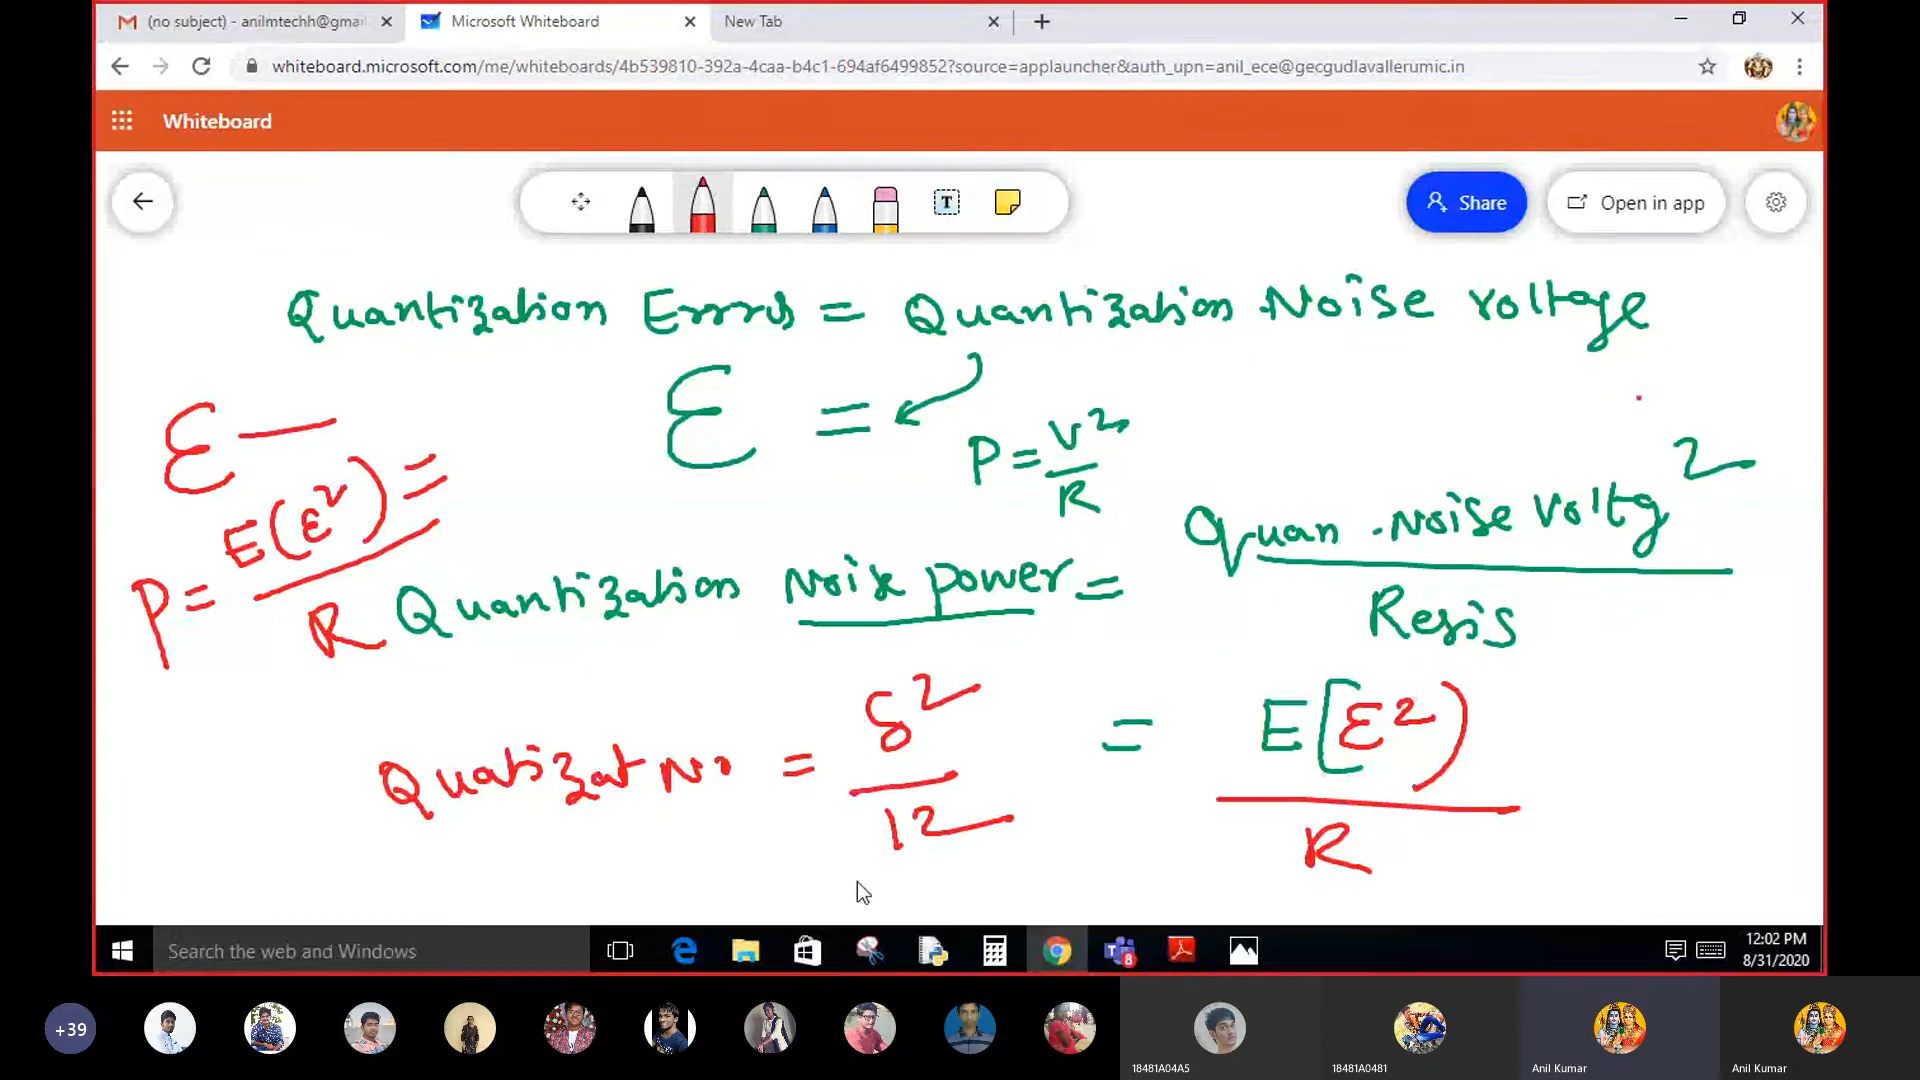 (no subject) - anilmtechh@gmai
Microsoft Whiteboard
New Tab
whiteboard.microsoft.com/me/whiteboards/4b539810-392a-4caa-b4c1-694af6499852?source=applauncher&auth_upn=anil_ece@gecgudlavallerumic.in
Whiteboard
T
Share
Open in app
Quantization Errors = Quantization Noise voltage
ε =
P = V²/R
ε —
P = E(ε²)/R =
Quantization Noise power = Quan. Noise Voltg²/Resis
= E[ε²)/R
Quatizat No = δ²/12
Search the web and Windows
8
12:02 PM
8/31/2020
+39
18481A04A5
18481A0481
Anil Kumar
Anil Kumar